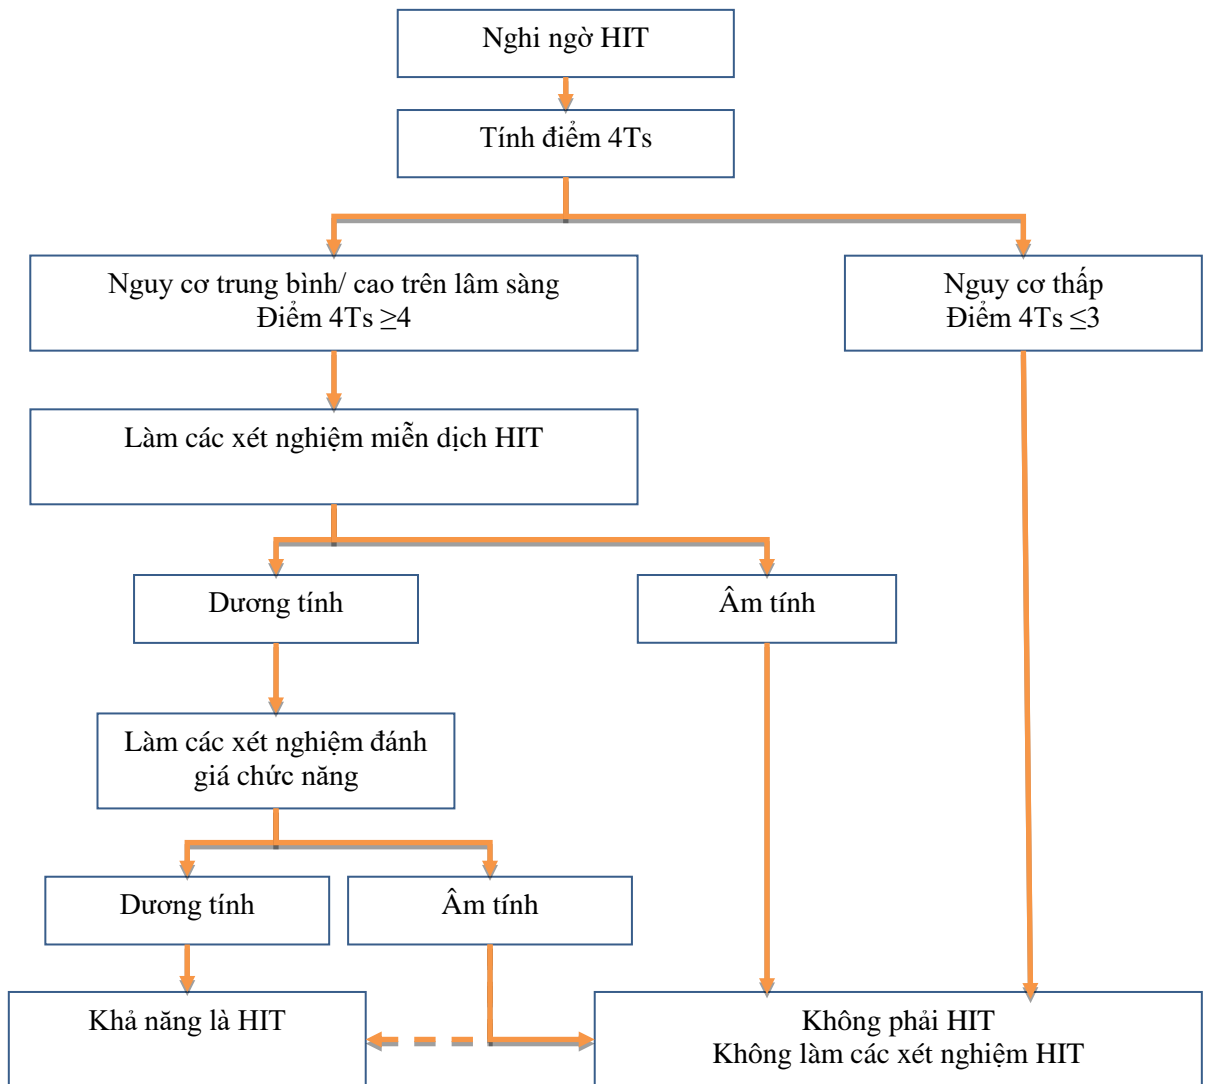 Nghi ngờ HIT
Tính điểm 4Ts
Nguy cơ trung bình/ cao trên lâm sàng
Điểm 4Ts ≥4
Nguy cơ thấp
Điểm 4Ts ≤3
Làm các xét nghiệm miễn dịch HIT
Dương tính
Âm tính
Làm các xét nghiệm đánh
giá chức năng
Dương tính
Âm tính
Khả năng là HIT
Không phải HIT
Không làm các xét nghiệm HIT